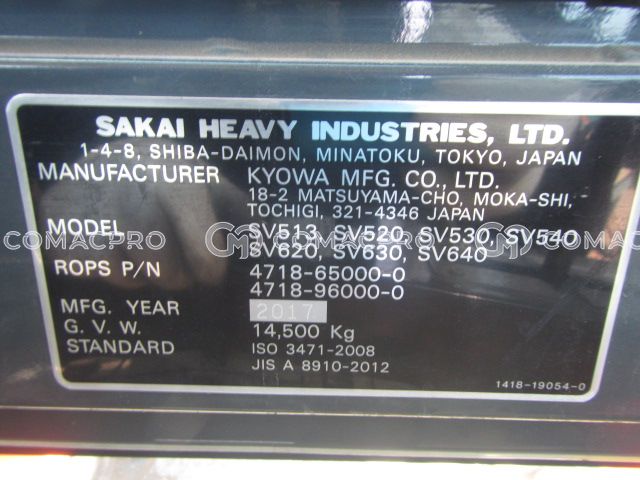 SAKAI HEAVY INDUSTRIES, LTD.
1-4-8, SHIBA-DAIMON, MINATOKU, TOKYO, JAPAN
MANUFACTURER KYOWA MFG. CO., LTD.
18-2 MATSUYAMA-CHO, MOKA-SHI,
TOCHIGI, 321-4346 JAPAN
MODEL SV513, SV520, SV530, SV540
SV620, SV630, SV640
COMACPRO COMACPRO COMACPRO
ROPS P/N 4718-65000-0
4718-96000-0
MFG. YEAR 2017
G. V. W. 14,500 Kg
STANDARD ISO 3471-2008
JIS A 8910-2012
1418-19054-0